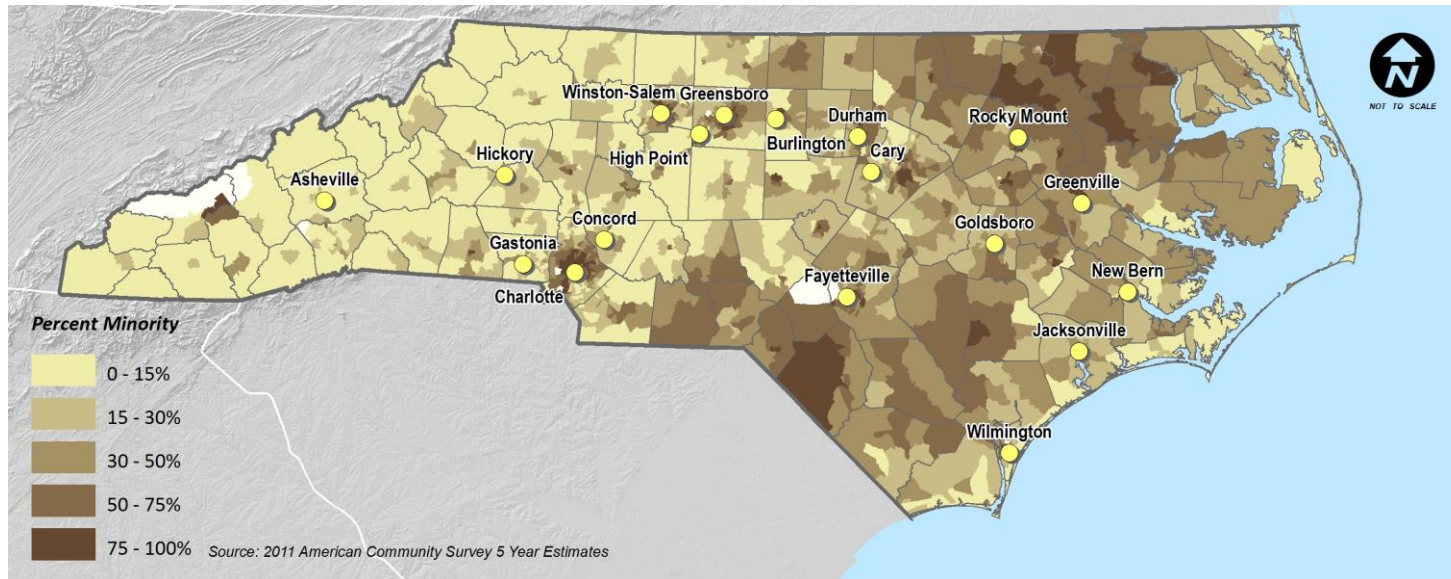 N
NOT TO SCALE
Winston-Salem
Greensboro
Durham
Rocky Mount
Burlington
High Point
Cary
Hickory
Asheville
Greenville
Concord
Goldsboro
Gastonia
Fayetteville
New Bern
Charlotte
Jacksonville
Wilmington
Percent Minority
0 - 15%
15 - 30%
30 - 50%
50 - 75%
75 - 100%
Source: 2011 American Community Survey 5 Year Estimates